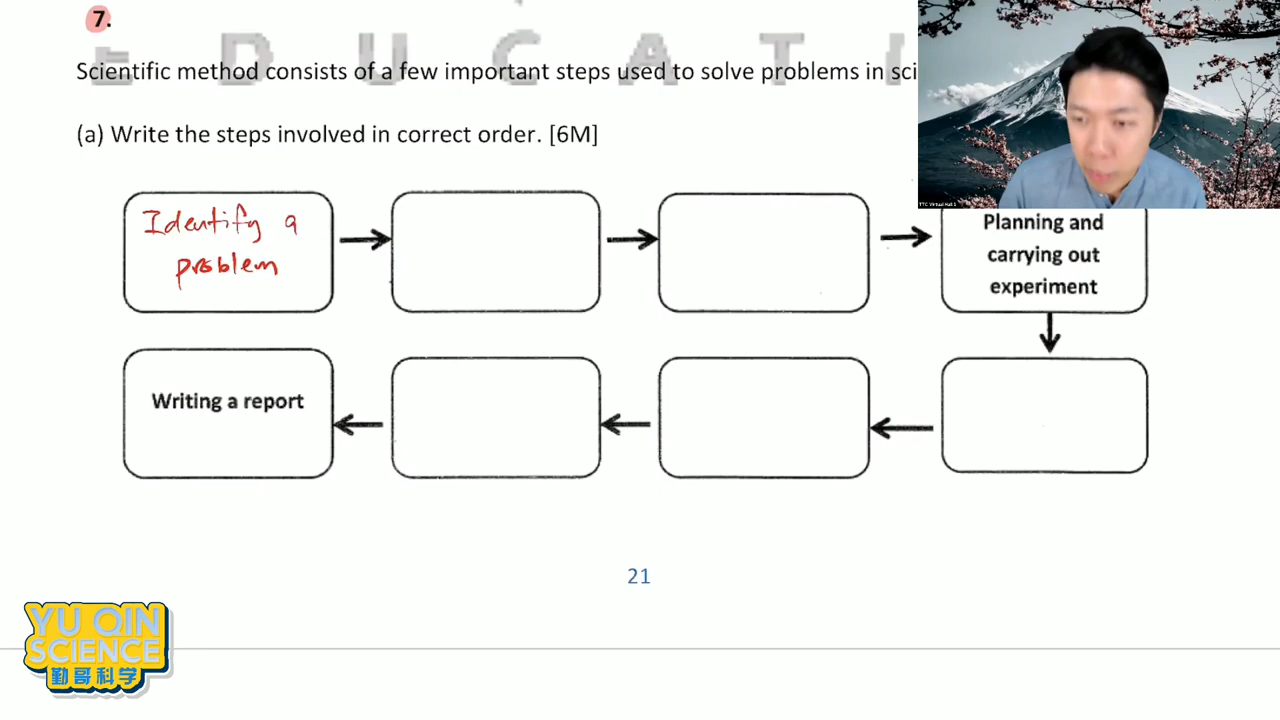 7.
E D U C A T I
Scientific method consists of a few important steps used to solve problems in sci
(a) Write the steps involved in correct order. [6M]
Identify a
problem
Planning and
carrying out
experiment
Writing a report
21
YU QIN
SCIENCE
勤哥科学